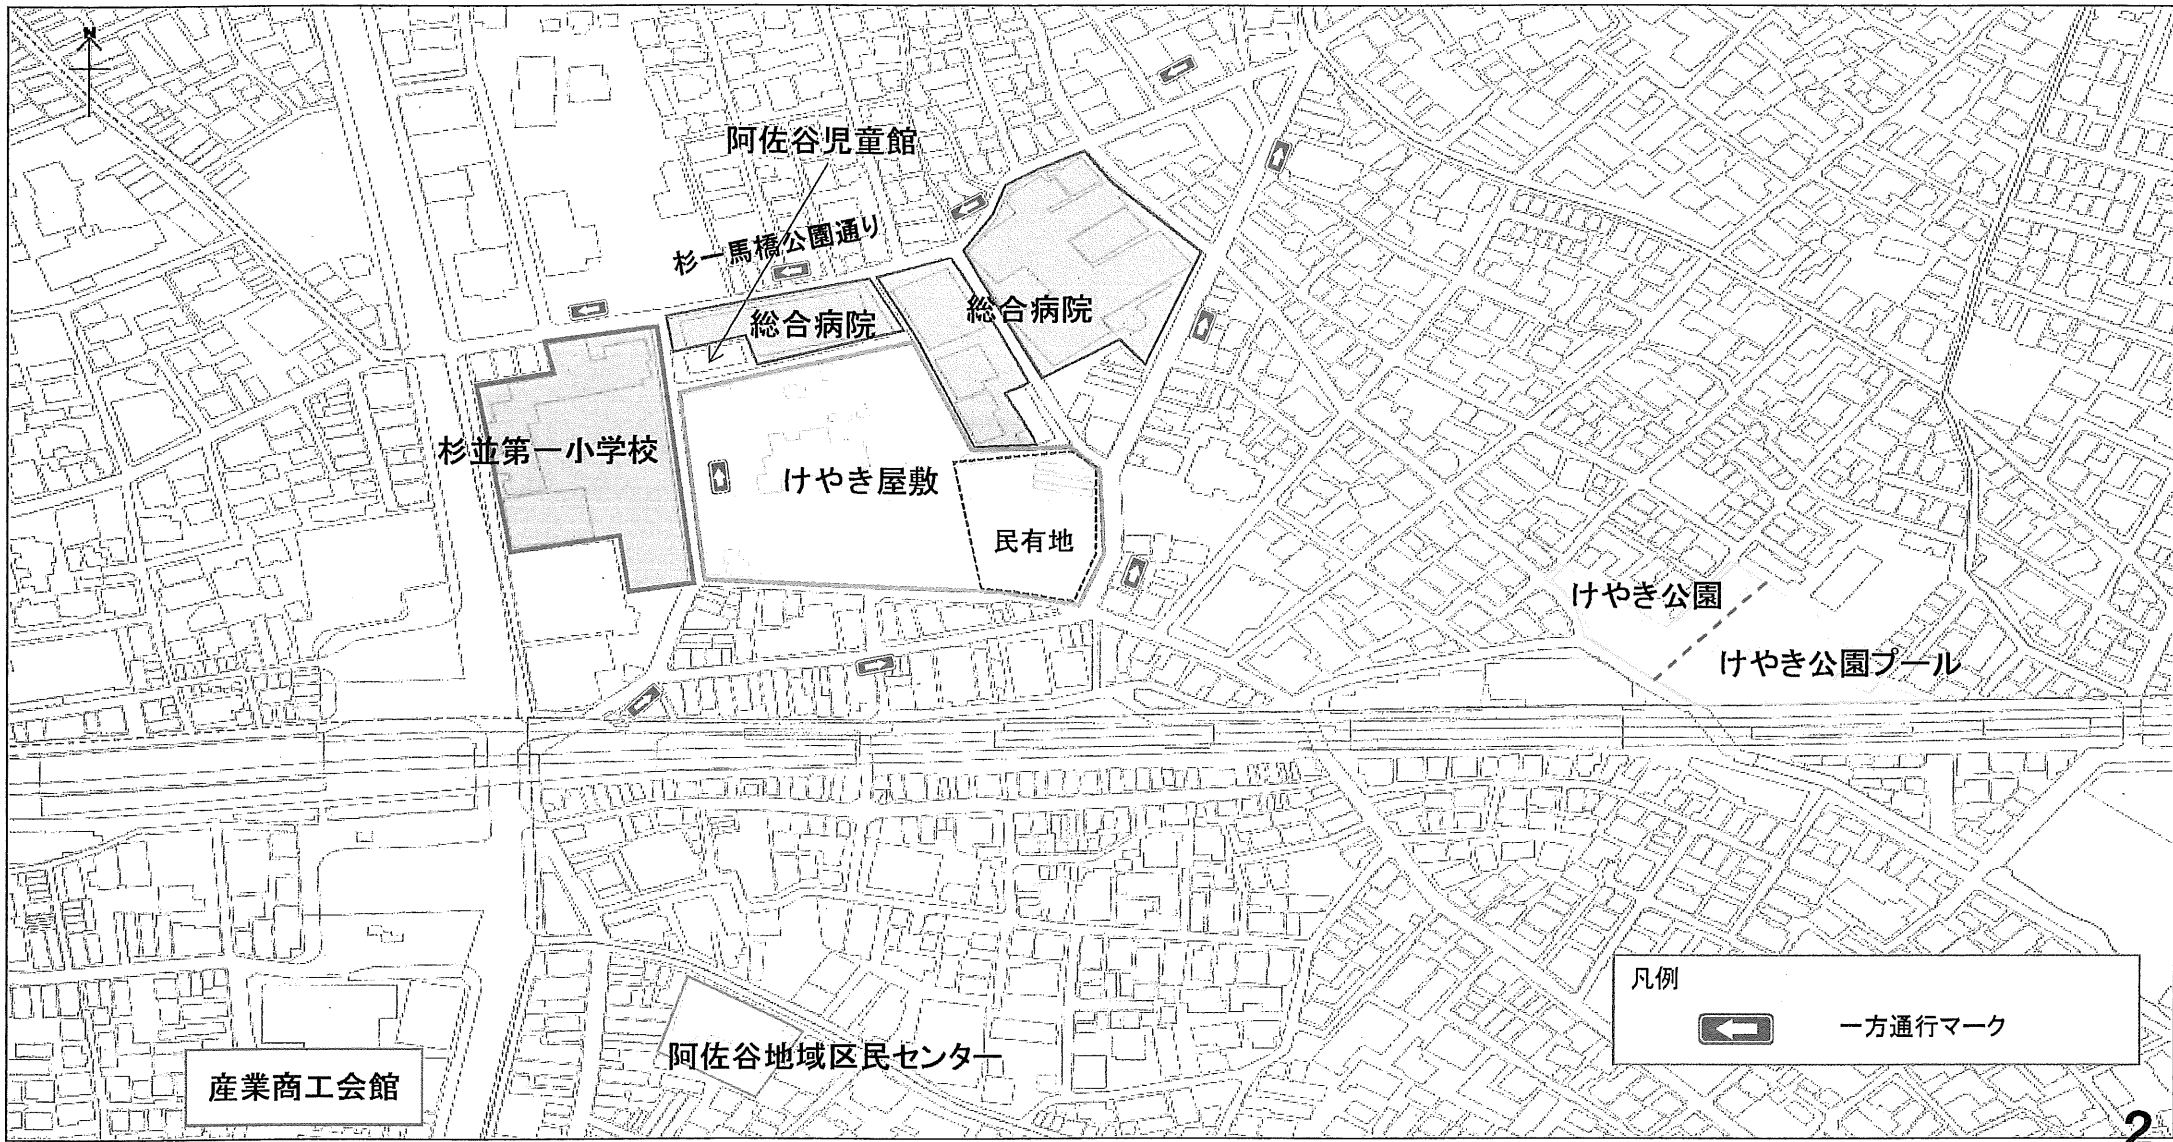 N
阿佐谷児童館
杉一馬橋公園通り
総合病院
総合病院
杉並第一小学校
けやき屋敷
民有地
けやき公園
けやき公園プール
凡例
一方通行マーク
阿佐谷地域区民センター
産業商工会館
2